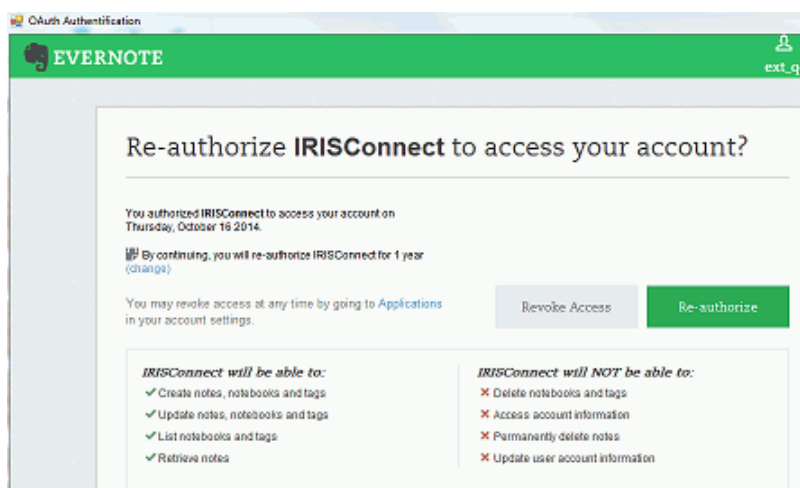 OAuth Authentification
EVERNOTE
ext_q
Re-authorize IRISConnect to access your account?
You authorized IRISConnect to access your account on
Thursday, October 16 2014.
By continuing, you will re-authorize IRISConnect for 1 year
(change)
You may revoke access at any time by going to Applications
in your account settings.
Revoke Access
Re-authorize
IRISConnect will be able to:
Create notes, notebooks and tags
Update notes, notebooks and tags
List notebooks and tags
Retrieve notes
IRISConnect will NOT be able to:
Delete notebooks and tags
Access account information
Permanently delete notes
Update user account information